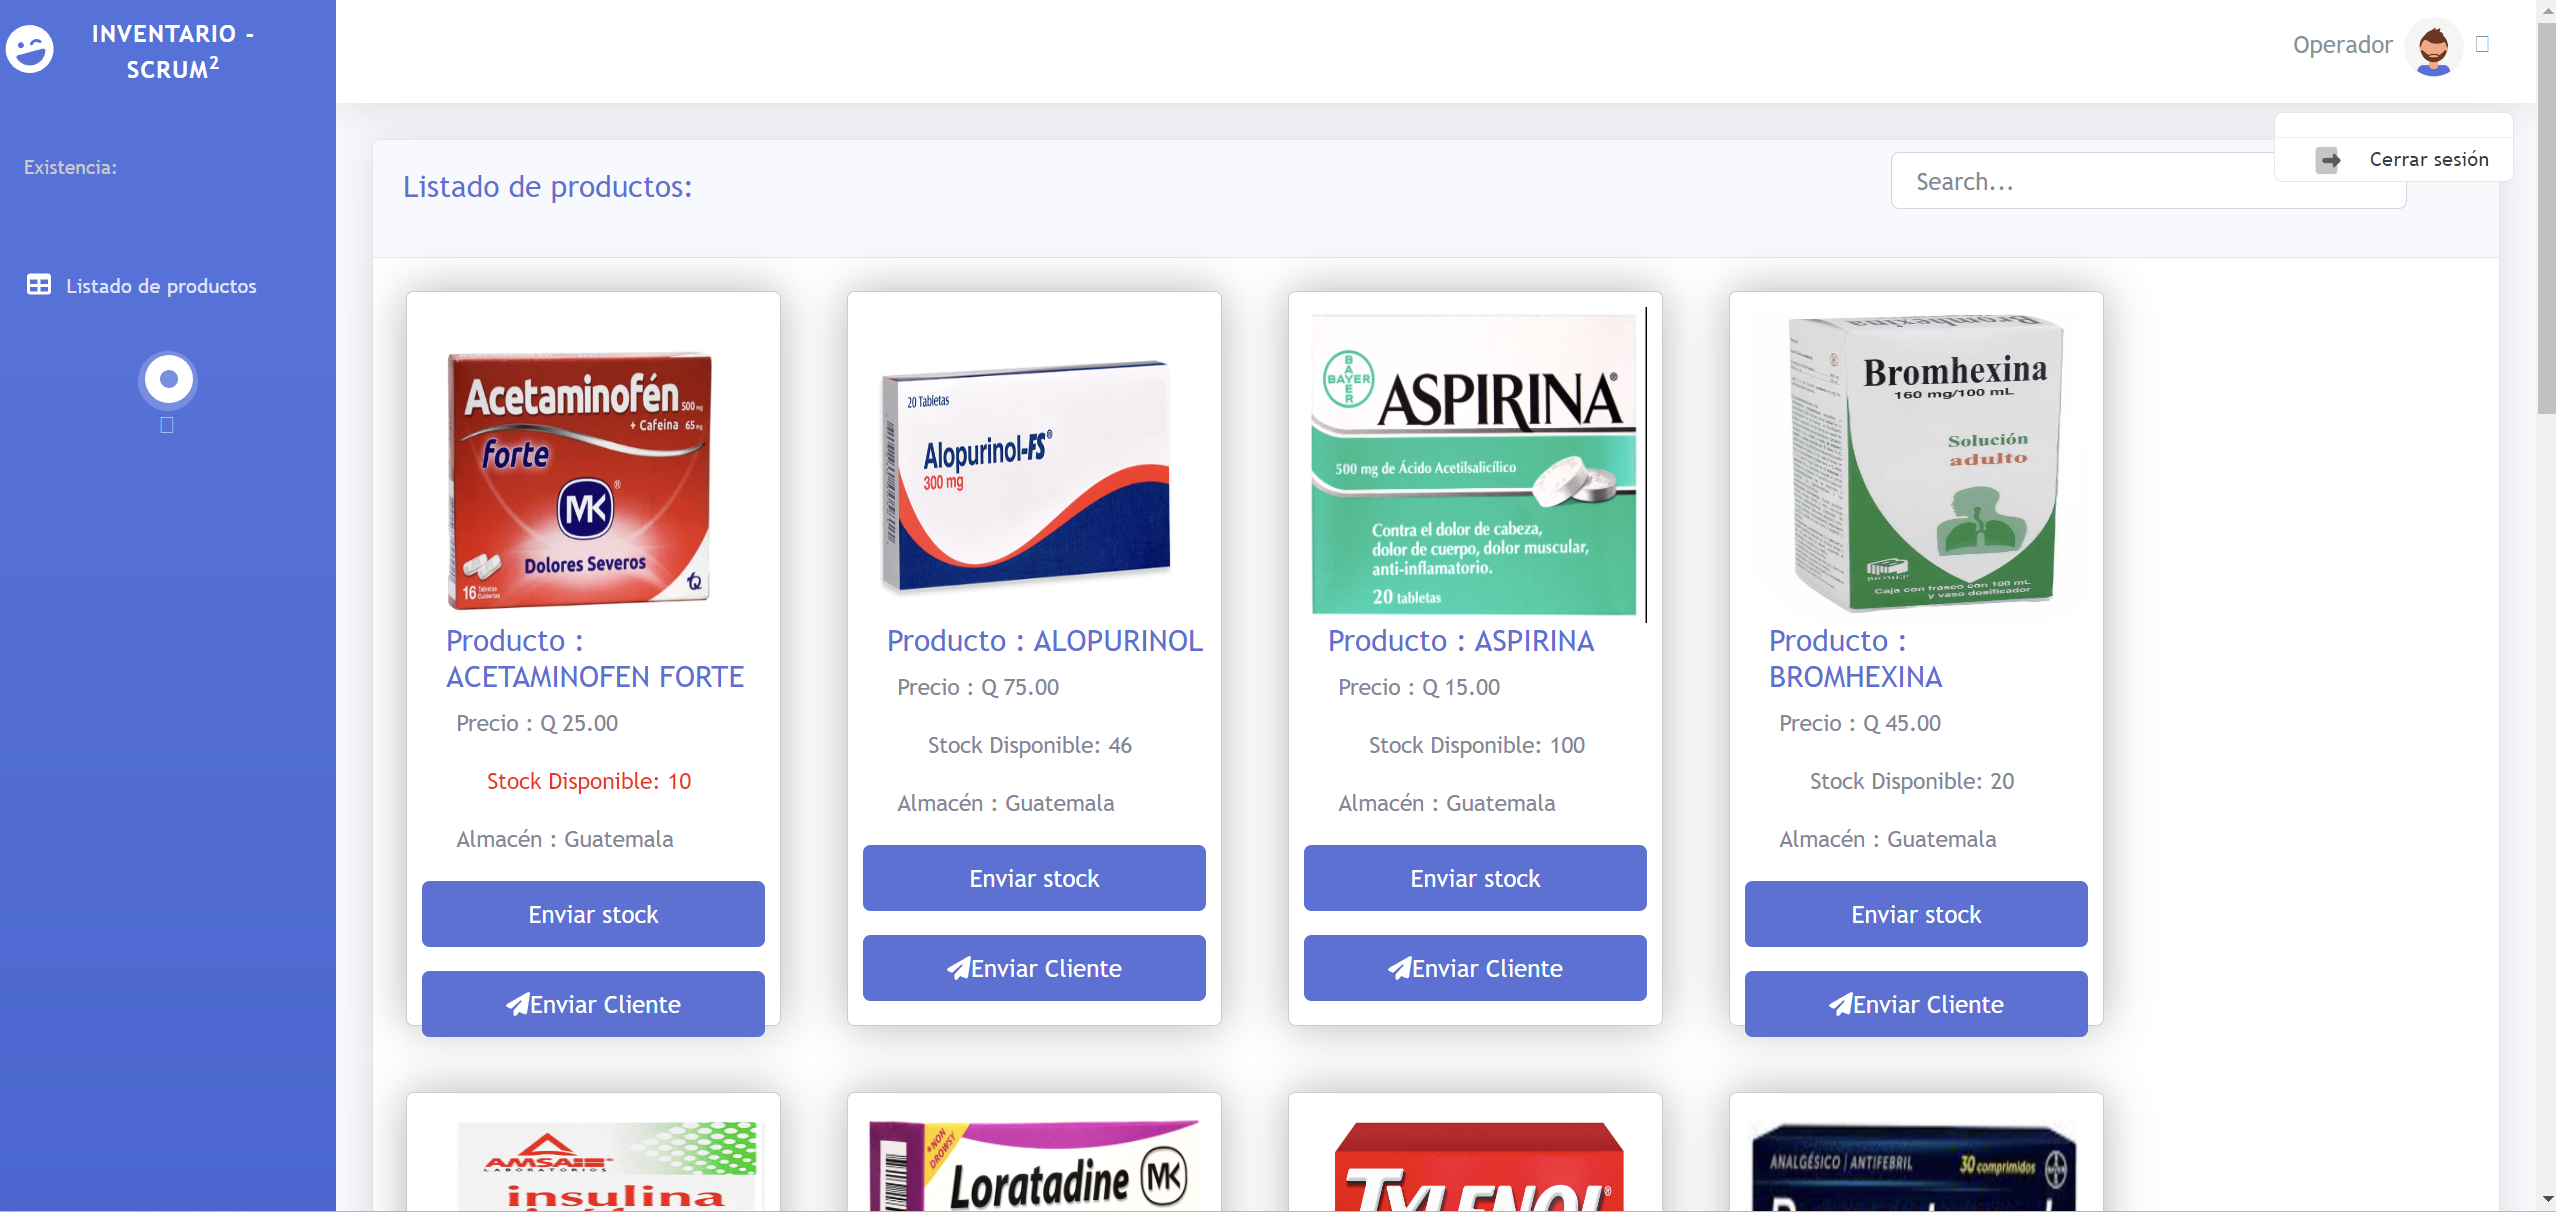 INVENTARIO -
SCRUM²
Operador
Cerrar sesión
Existencia:
Listado de productos
Listado de productos:
Search...
Acetaminofén 500 mg
+ Cafeína 65 mg
forte
MK
Dolores Severos
16 Tabletas
Cubiertas
TQ
Producto :
ACETAMINOFEN FORTE
Precio : Q 25.00
Stock Disponible: 10
Almacén : Guatemala
Enviar stock
Enviar Cliente
20 Tabletas
Alopurinol-FS®
300 mg
Producto : ALOPURINOL
Precio : Q 75.00
Stock Disponible: 46
Almacén : Guatemala
Enviar stock
Enviar Cliente
BAYER
BAYER
ASPIRINA®
500 mg de Ácido Acetilsalicílico
Contra el dolor de cabeza,
dolor de cuerpo, dolor muscular,
anti-inflamatorio.
20 tabletas
Producto : ASPIRINA
Precio : Q 15.00
Stock Disponible: 100
Almacén : Guatemala
Enviar stock
Enviar Cliente
Bromhexina
Bromhexina
160 mg/100 mL
Solución
adulto
BIOMEP
Caja con frasco con 100 mL
y vaso dosificador
Producto :
BROMHEXINA
Precio : Q 45.00
Stock Disponible: 20
Almacén : Guatemala
Enviar stock
Enviar Cliente
LABORATORIOS
insulina
*NON
DROWSY
Loratadine MK
TYLENOL®
ANALGÉSICO | ANTIFEBRIL 30 comprimidos